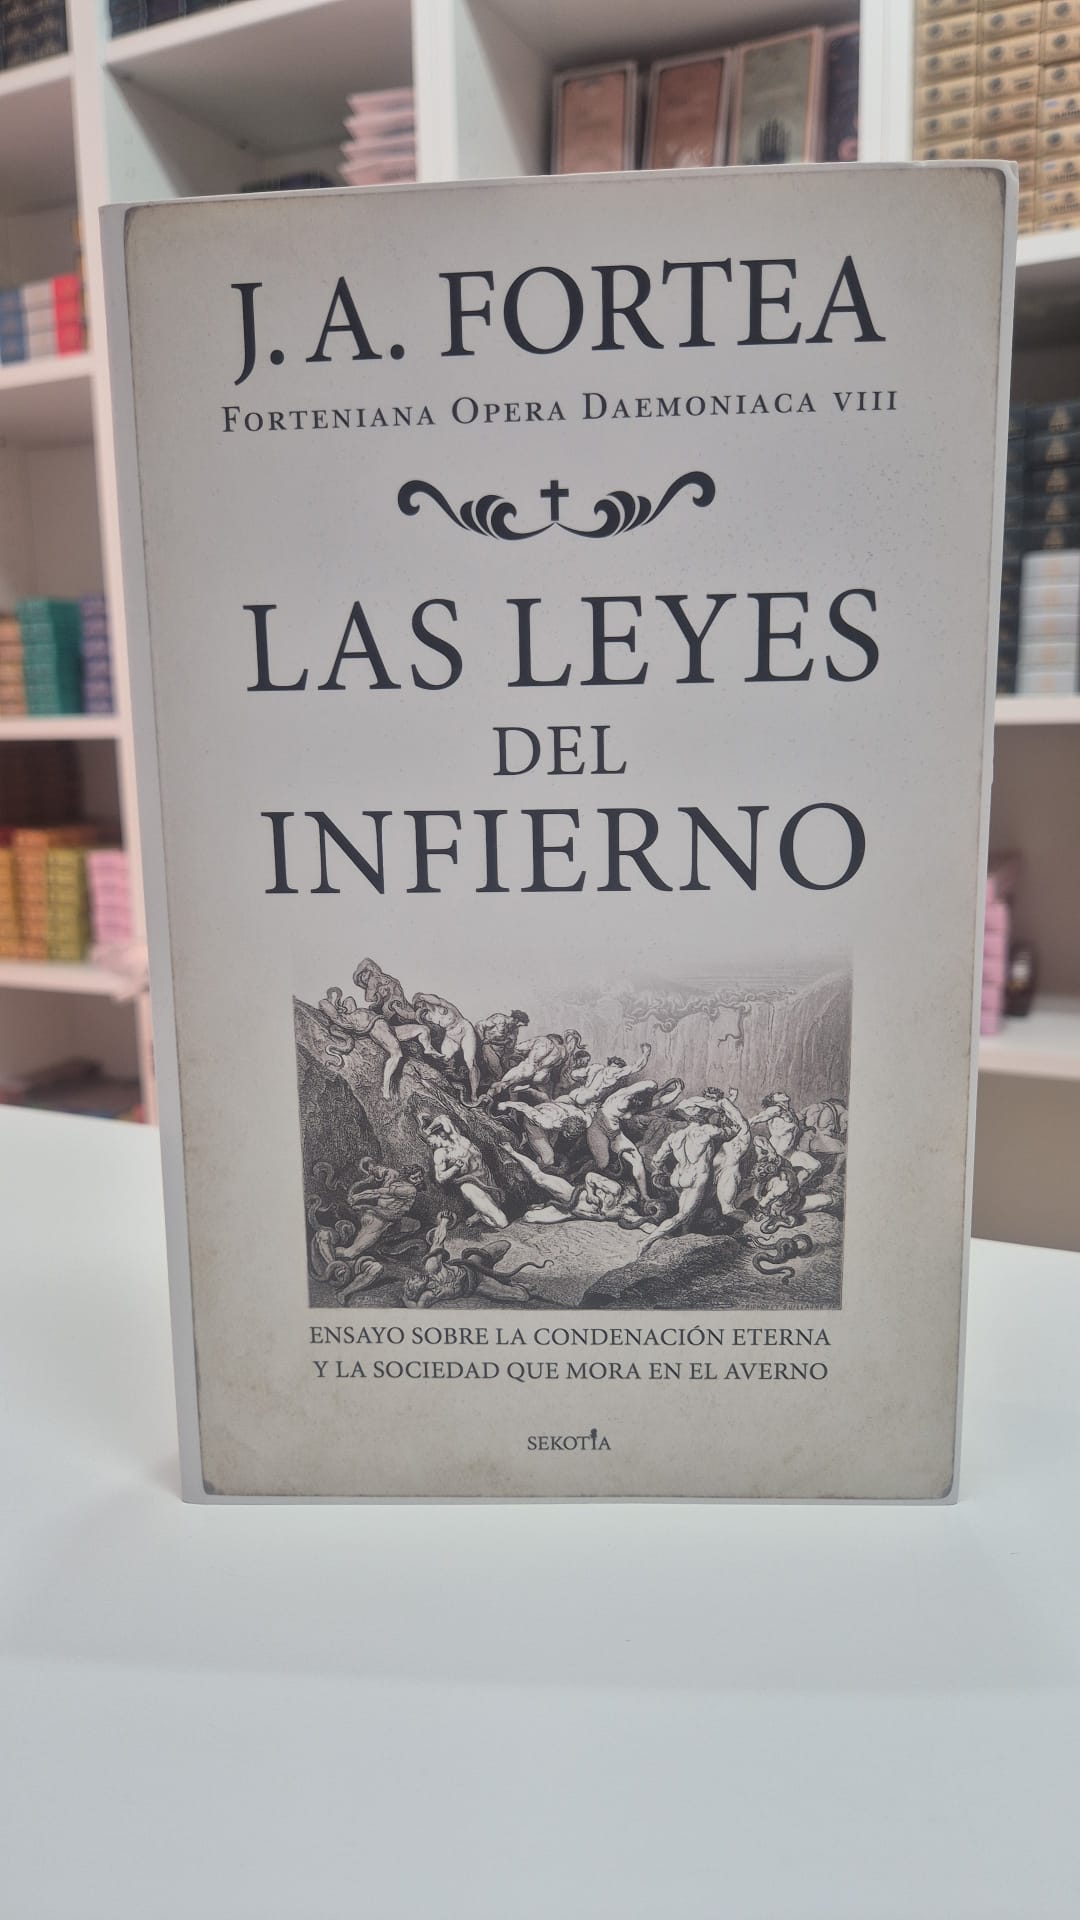 J. A. FORTEA
FORTENIANA OPERA DAEMONIACA VIII
LAS LEYES
DEL
INFIERNO
ENSAYO SOBRE LA CONDENACIÓN ETERNA
Y LA SOCIEDAD QUE MORA EN EL AVERNO
SEKOTIA